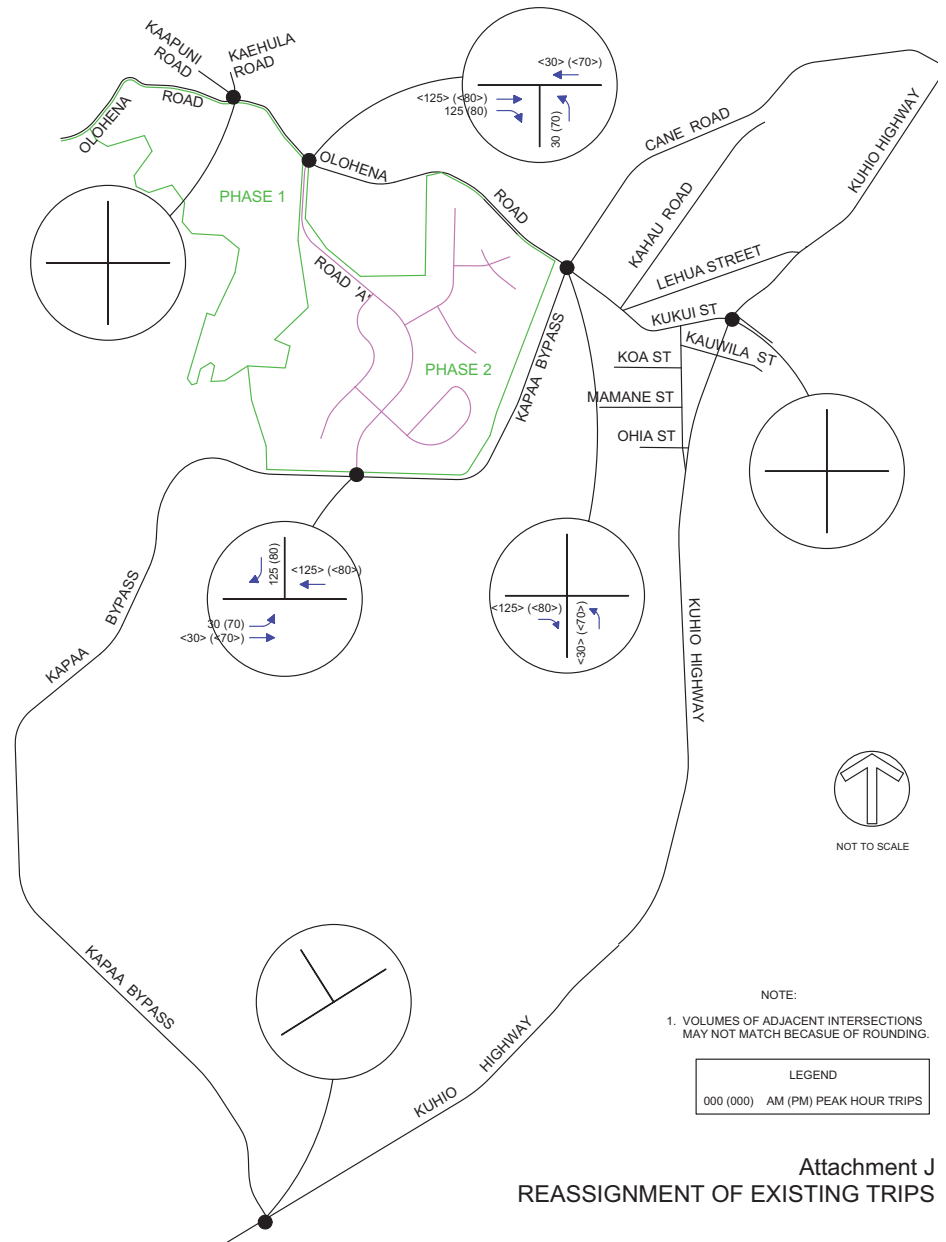 KAAPUNI
ROAD
KAEHULA
ROAD
OLOHENA
ROAD
<30> (<70>)
<125> (<80>)
125 (80)
30 (70)
OLOHENA
ROAD
CANE ROAD
KAHAU ROAD
KUHIO HIGHWAY
PHASE 1
ROAD 'A'
LEHUA STREET
KUKUI ST
KAUWILA ST
KOA ST
MAMANE ST
OHIA ST
PHASE 2
KAPAA BYPASS
125 (80)
<125> (<80>)
30 (70)
<30> (<70>)
<125> (<80>)
<30> (<70>)
KAPAA BYPASS
KUHIO HIGHWAY
NOT TO SCALE
KAPAA BYPASS
KUHIO HIGHWAY
NOTE:
1. VOLUMES OF ADJACENT INTERSECTIONS
MAY NOT MATCH BECASUE OF ROUNDING.
LEGEND
000 (000) AM (PM) PEAK HOUR TRIPS
Attachment J
REASSIGNMENT OF EXISTING TRIPS